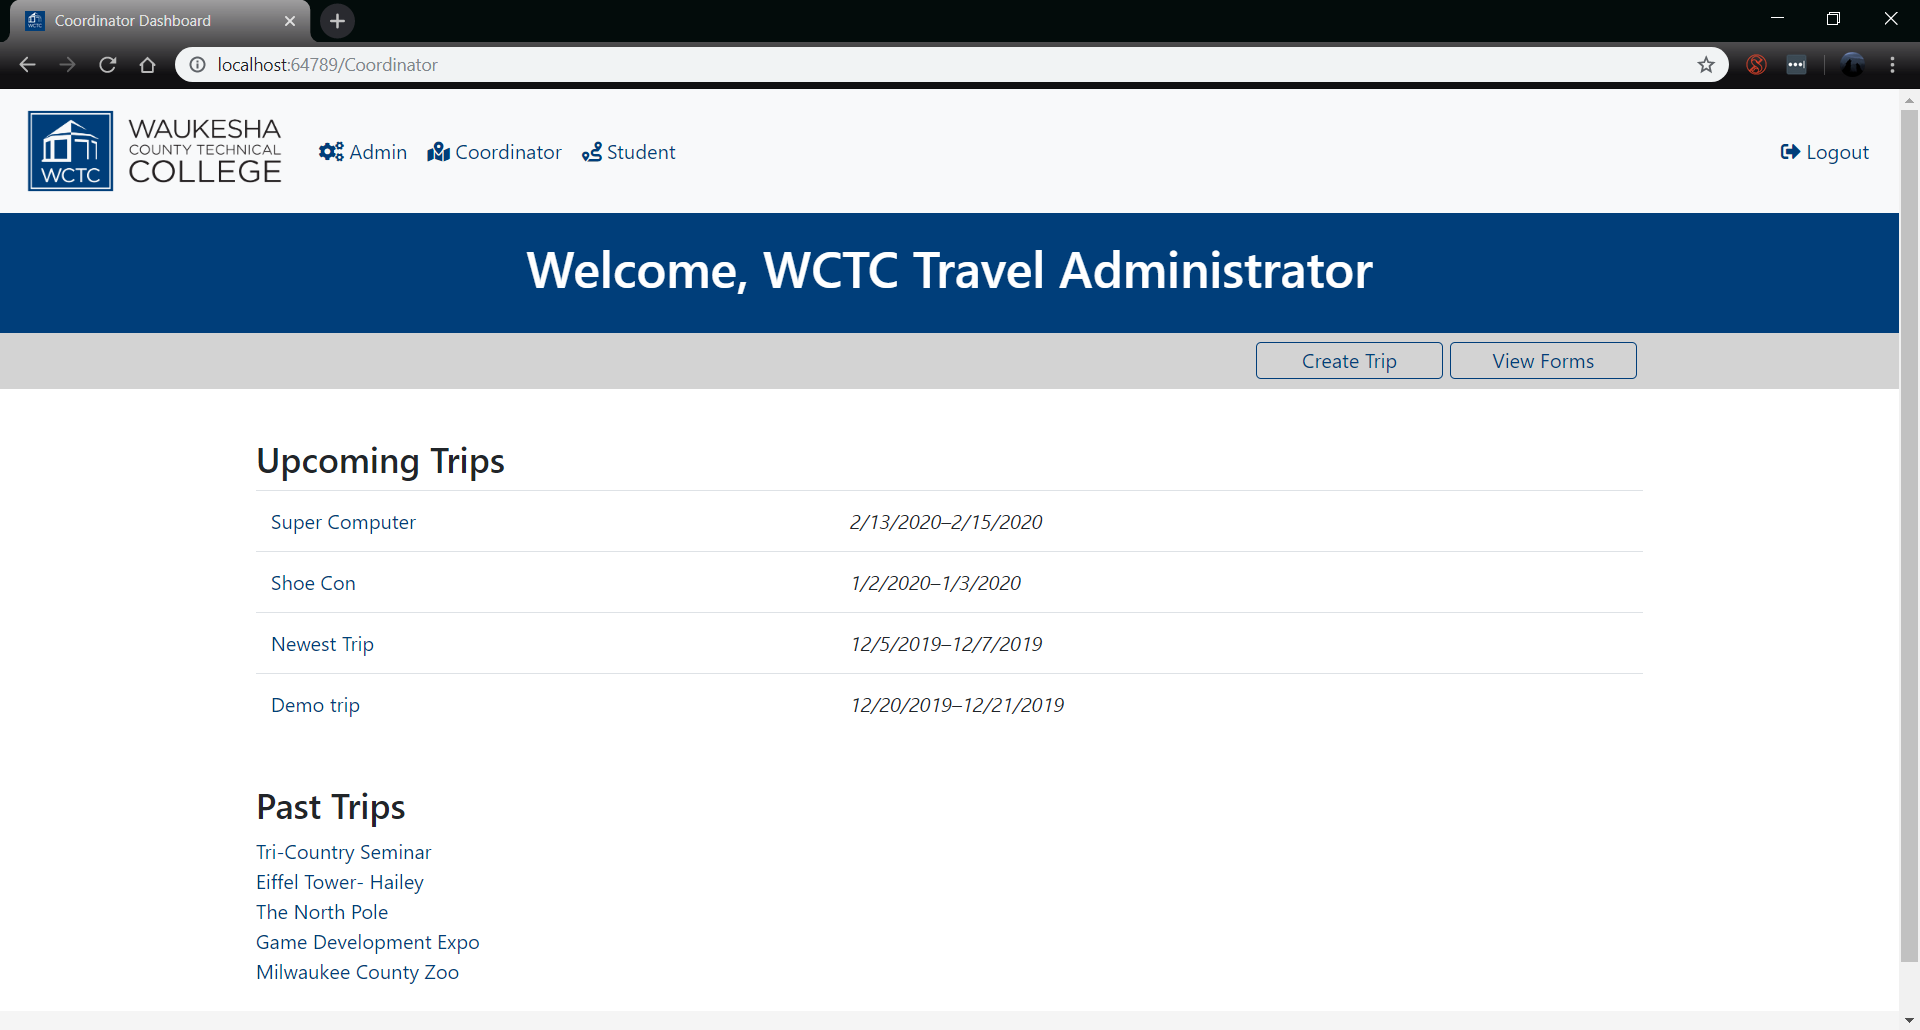 Coordinator Dashboard
localhost:64789/Coordinator
WCTC
WAUKESHA
COUNTY TECHNICAL
COLLEGE
Admin
Coordinator
Student
Logout
Welcome, WCTC Travel Administrator
Create Trip
View Forms
Upcoming Trips
Super Computer 2/13/2020–2/15/2020
Shoe Con 1/2/2020–1/3/2020
Newest Trip 12/5/2019–12/7/2019
Demo trip 12/20/2019–12/21/2019
Past Trips
Tri-Country Seminar
Eiffel Tower- Hailey
The North Pole
Game Development Expo
Milwaukee County Zoo